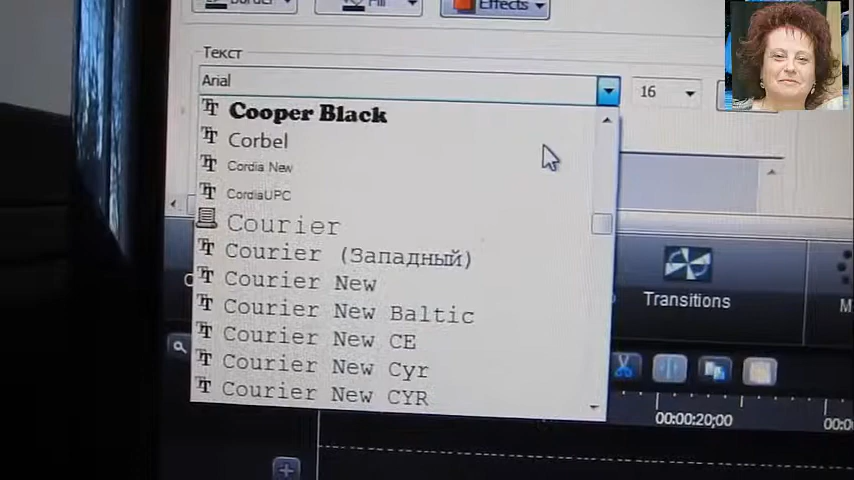 Border
Fill
Effects
Текст
Arial
16
Cooper Black
Corbel
Cordia New
CordiaUPC
Courier
Courier (Западный)
Courier New
Courier New Baltic
Courier New CE
Courier New Cyr
Courier New CYR
Transitions
00:00:20;00